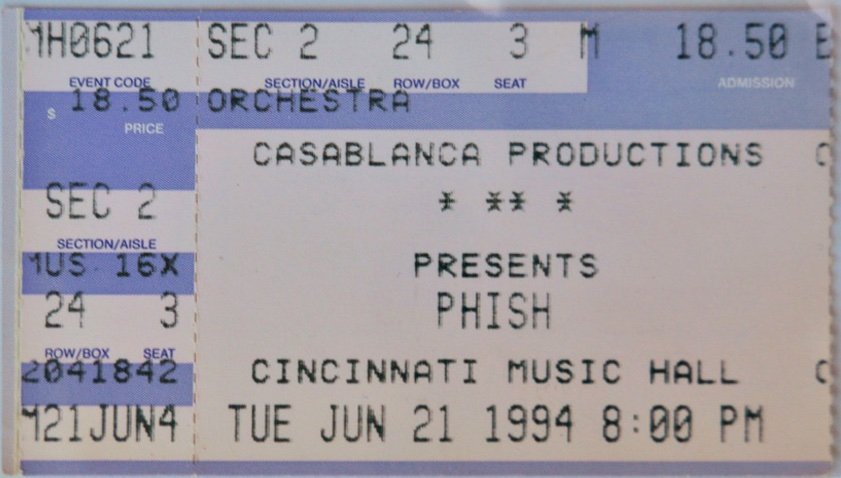 MH0621 SEC 2 24 3 M 18.50
EVENT CODE SECTION/AISLE ROW/BOX SEAT ADMISSION
$ 18.50 ORCHESTRA
PRICE
CASABLANCA PRODUCTIONS
SEC 2 * ** *
SECTION/AISLE
MUS 16X PRESENTS
24 3 PHISH
ROW/BOX SEAT
2041842 CINCINNATI MUSIC HALL
M21JUN4 TUE JUN 21 1994 8:00 PM